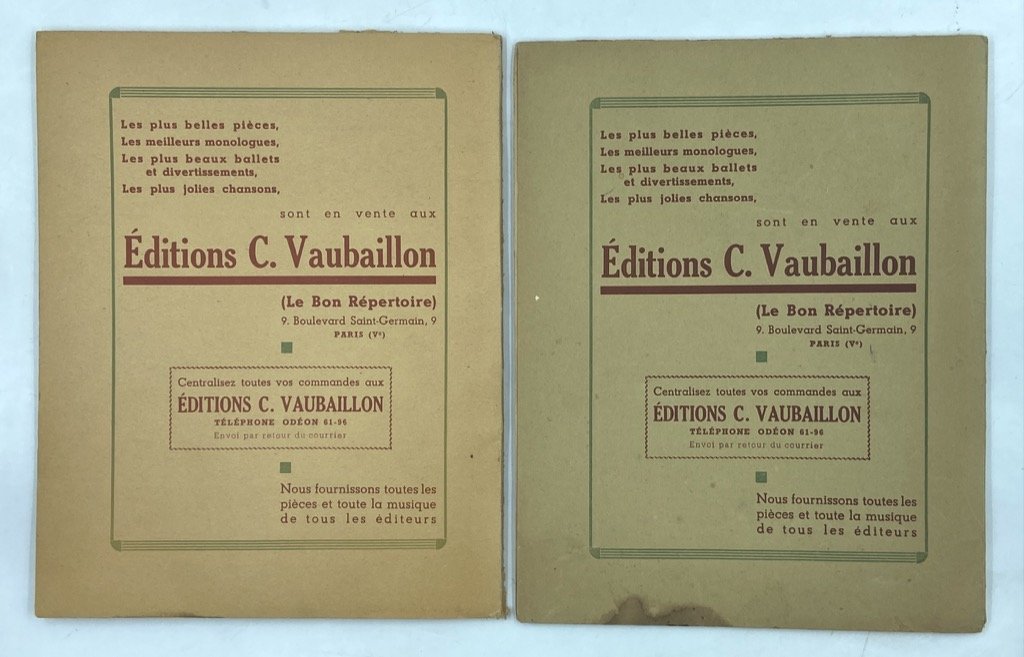 Les plus belles pièces,
Les meilleurs monologues,
Les plus beaux ballets
et divertissements,
Les plus jolies chansons,
sont en vente aux
Éditions C. Vaubaillon
(Le Bon Répertoire)
9. Boulevard Saint-Germain, 9
PARIS (Vᵉ)
Centralisez toutes vos commandes aux
ÉDITIONS C. VAUBAILLON
TÉLÉPHONE ODÉON 61-96
Envoi par retour du courrier
Nous fournissons toutes les
pièces et toute la musique
de tous les éditeurs
Les plus belles pièces,
Les meilleurs monologues,
Les plus beaux ballets
et divertissements,
Les plus jolies chansons,
sont en vente aux
Éditions C. Vaubaillon
(Le Bon Répertoire)
9. Boulevard Saint-Germain, 9
PARIS (Vᵉ)
Centralisez toutes vos commandes aux
ÉDITIONS C. VAUBAILLON
TÉLÉPHONE ODÉON 61-96
Envoi par retour du courrier
Nous fournissons toutes les
pièces et toute la musique
de tous les éditeurs